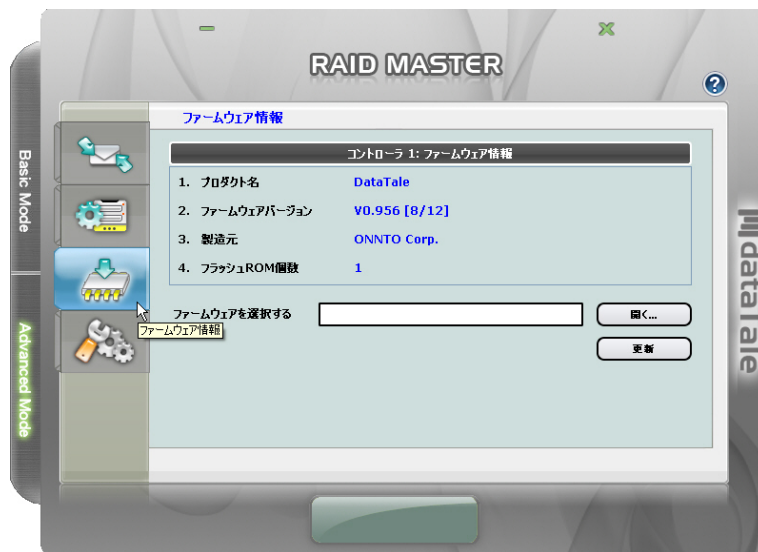 RAID MASTER
?
Basic Mode
Advanced Mode
ファームウェア情報
コントローラ 1: ファームウェア情報
1. プロダクト名 DataTale
2. ファームウェアバージョン V0.956 [8/12]
3. 製造元 ONNTO Corp.
4. フラッシュROM個数 1
ファームウェアを選択する 開く...
ファームウェア情報
更新
dataTale